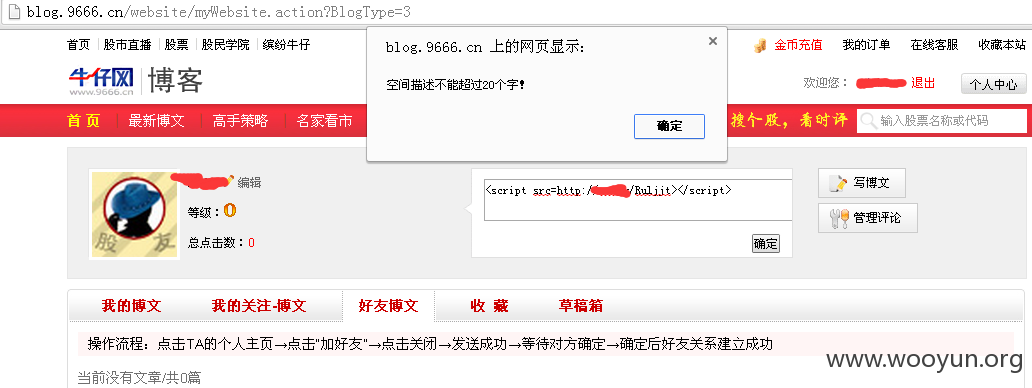 blog.9666.cn/website/myWebsite.action?BlogType=3
首页 股市直播 股票 股民学院 缤纷牛仔 金币充值 我的订单 在线客服 收藏本站
blog.9666.cn 上的网页显示:
空间描述不能超过20个字!
确定
牛仔网 博客
www.9666.cn
欢迎您: 退出 个人中心
首页 最新博文 高手策略 名家看市 搜个股,看时评 输入股票名称或代码
编辑
等级:0
总点击数:0
股 友
<script src=http:/ /Ruljit></script>
确定
写博文
管理评论
我的博文 我的关注-博文 好友博文 收 藏 草稿箱
操作流程:点击TA的个人主页→点击"加好友"→点击关闭→发送成功→等待对方确定→确定后好友关系建立成功
当前没有文章/共0篇
www.wooyun.org